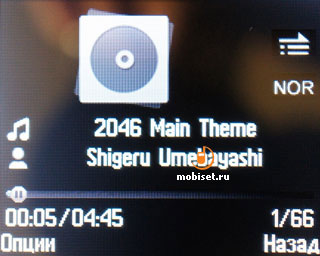 NOR
2046 Main Theme
Shigeru Umebayashi
mobiset.ru
00:05/04:45 1/66
Опции Назад